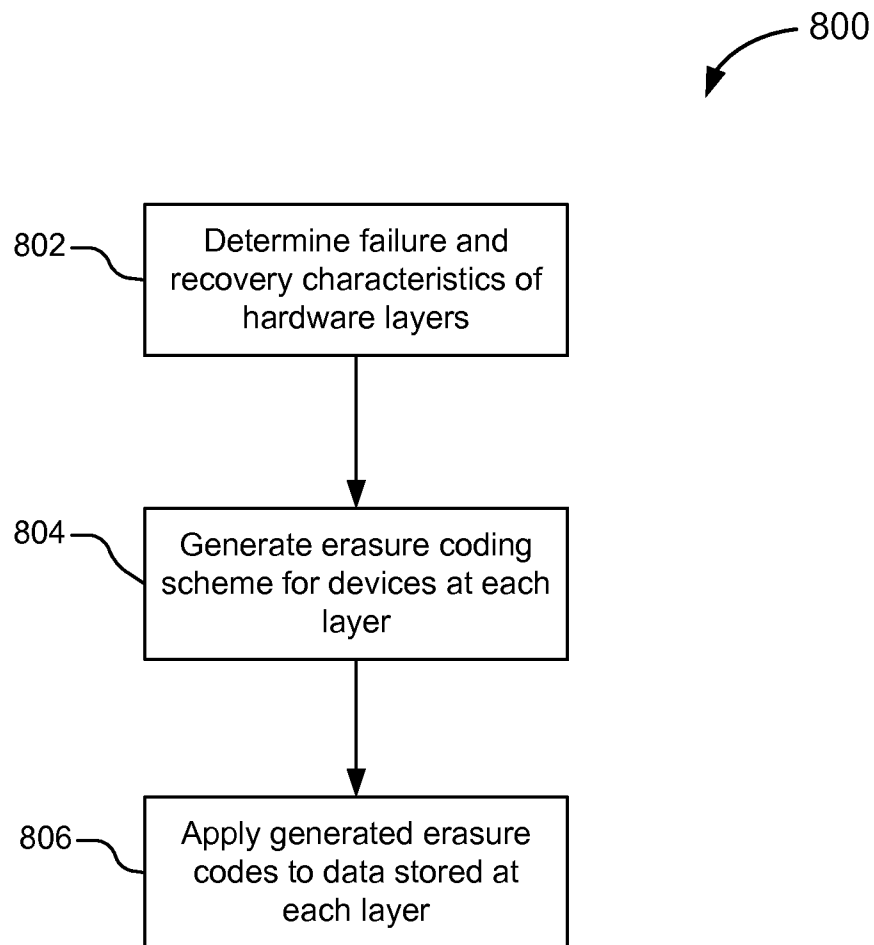 800
802
Determine failure and
recovery characteristics of
hardware layers
804
Generate erasure coding
scheme for devices at each
layer
806
Apply generated erasure
codes to data stored at
each layer